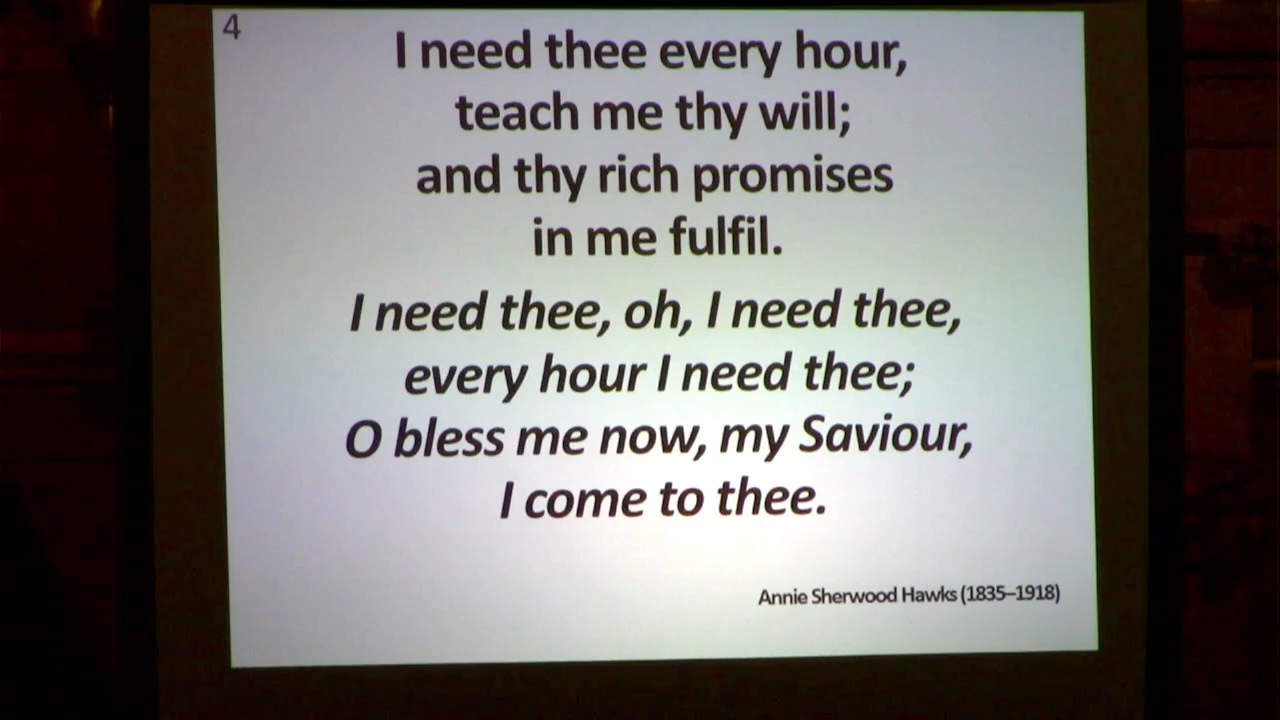 4
I need thee every hour,
teach me thy will;
and thy rich promises
in me fulfil.
I need thee, oh, I need thee,
every hour I need thee;
O bless me now, my Saviour,
I come to thee.
Annie Sherwood Hawks (1835–1918)